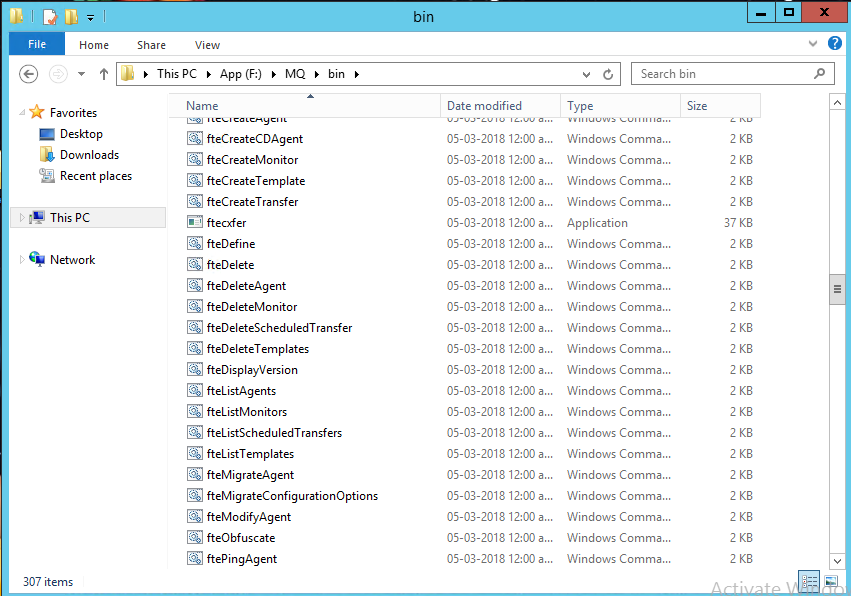 bin
File Home Share View
This PC App (F:) MQ bin Search bin
Name Date modified Type Size
Favorites
Desktop
Downloads
Recent places
This PC
Network
fteCreateAgent 05-03-2018 12:00 a... Windows Comma... 2 KB
fteCreateCDAgent 05-03-2018 12:00 a... Windows Comma... 2 KB
fteCreateMonitor 05-03-2018 12:00 a... Windows Comma... 2 KB
fteCreateTemplate 05-03-2018 12:00 a... Windows Comma... 2 KB
fteCreateTransfer 05-03-2018 12:00 a... Windows Comma... 2 KB
ftecxfer 05-03-2018 12:00 a... Application 37 KB
fteDefine 05-03-2018 12:00 a... Windows Comma... 2 KB
fteDelete 05-03-2018 12:00 a... Windows Comma... 2 KB
fteDeleteAgent 05-03-2018 12:00 a... Windows Comma... 2 KB
fteDeleteMonitor 05-03-2018 12:00 a... Windows Comma... 2 KB
fteDeleteScheduledTransfer 05-03-2018 12:00 a... Windows Comma... 2 KB
fteDeleteTemplates 05-03-2018 12:00 a... Windows Comma... 2 KB
fteDisplayVersion 05-03-2018 12:00 a... Windows Comma... 2 KB
fteListAgents 05-03-2018 12:00 a... Windows Comma... 2 KB
fteListMonitors 05-03-2018 12:00 a... Windows Comma... 2 KB
fteListScheduledTransfers 05-03-2018 12:00 a... Windows Comma... 2 KB
fteListTemplates 05-03-2018 12:00 a... Windows Comma... 2 KB
fteMigrateAgent 05-03-2018 12:00 a... Windows Comma... 2 KB
fteMigrateConfigurationOptions 05-03-2018 12:00 a... Windows Comma... 2 KB
fteModifyAgent 05-03-2018 12:00 a... Windows Comma... 2 KB
fteObfuscate 05-03-2018 12:00 a... Windows Comma... 2 KB
ftePingAgent 05-03-2018 12:00 a... Windows Comma... 2 KB
307 items
Activate